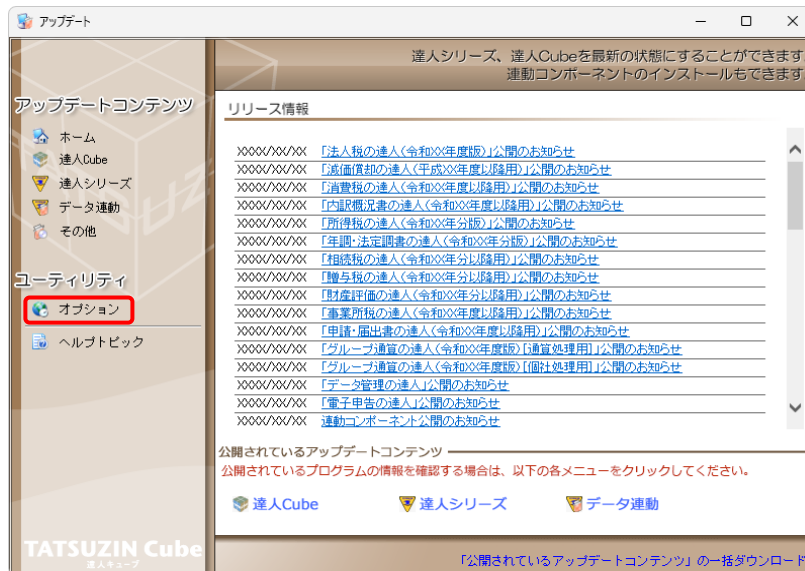 アップデート
達人シリーズ、達人Cubeを最新の状態にすることができます
連動コンポーネントのインストールもできます
アップデートコンテンツ
ホーム
達人Cube
達人シリーズ
データ連動
その他
ユーティリティ
オプション
ヘルプトピック
リリース情報
XXXX/XX/XX 「法人税の達人(令和XX年度版)」公開のお知らせ
XXXX/XX/XX 「減価償却の達人(平成XX年度以降用)」公開のお知らせ
XXXX/XX/XX 「消費税の達人(令和XX年度以降用)」公開のお知らせ
XXXX/XX/XX 「内訳概況書の達人(令和XX年度以降用)」公開のお知らせ
XXXX/XX/XX 「所得税の達人(令和XX年分版)」公開のお知らせ
XXXX/XX/XX 「年調・法定調書の達人(令和XX年分版)」公開のお知らせ
XXXX/XX/XX 「相続税の達人(令和XX年分以降用)」公開のお知らせ
XXXX/XX/XX 「贈与税の達人(令和XX年分以降用)」公開のお知らせ
XXXX/XX/XX 「財産評価の達人(令和XX年分以降用)」公開のお知らせ
XXXX/XX/XX 「事業所税の達人(令和XX年度以降用)」公開のお知らせ
XXXX/XX/XX 「申請・届出書の達人(令和XX年度以降用)」公開のお知らせ
XXXX/XX/XX 「グループ通算の達人(令和XX年度版)[通算処理用]」公開のお知らせ
XXXX/XX/XX 「グループ通算の達人(令和XX年度版)[個社処理用]」公開のお知らせ
XXXX/XX/XX 「データ管理の達人」公開のお知らせ
XXXX/XX/XX 「電子申告の達人」公開のお知らせ
XXXX/XX/XX 連動コンポーネント公開のお知らせ
公開されているアップデートコンテンツ
公開されているプログラムの情報を確認する場合は、以下の各メニューをクリックしてください。
達人Cube 達人シリーズ データ連動
TATSUZIN Cube
達人キューブ
「公開されているアップデートコンテンツ」の一括ダウンロード